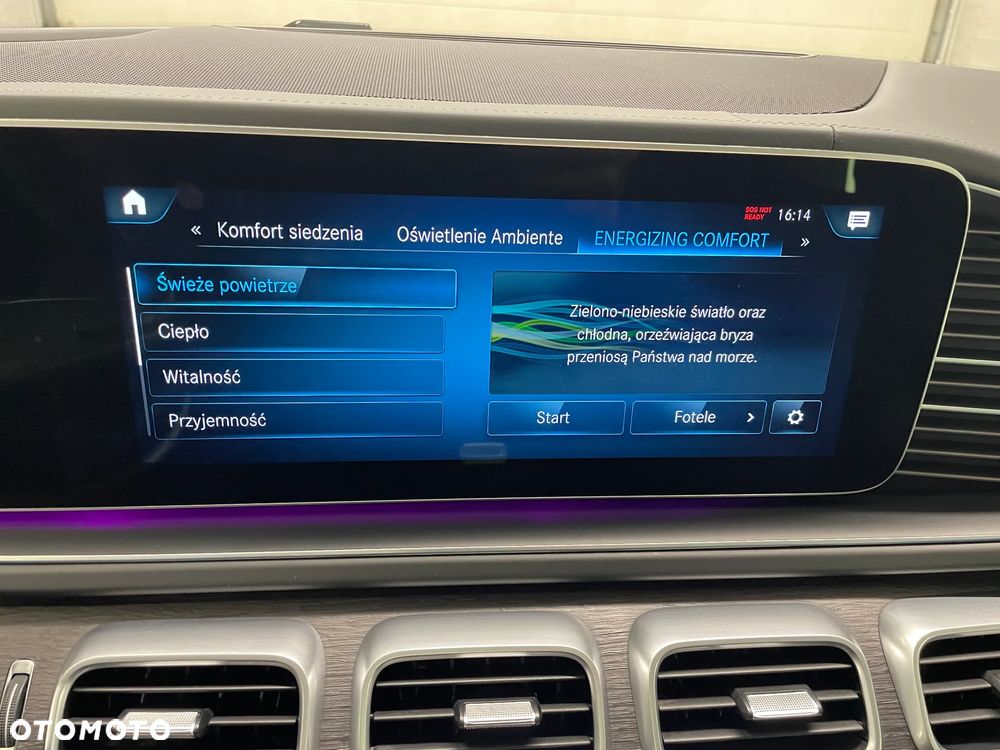 SOS NOT
READY
16:14
« Komfort siedzenia Oświetlenie Ambiente ENERGIZING COMFORT »
Świeże powietrze
Ciepło
Witalność
Przyjemność
Zielono-niebieskie światło oraz
chłodna, orzeźwiająca bryza
przeniosą Państwa nad morze.
Start Fotele >
OTOMOTO